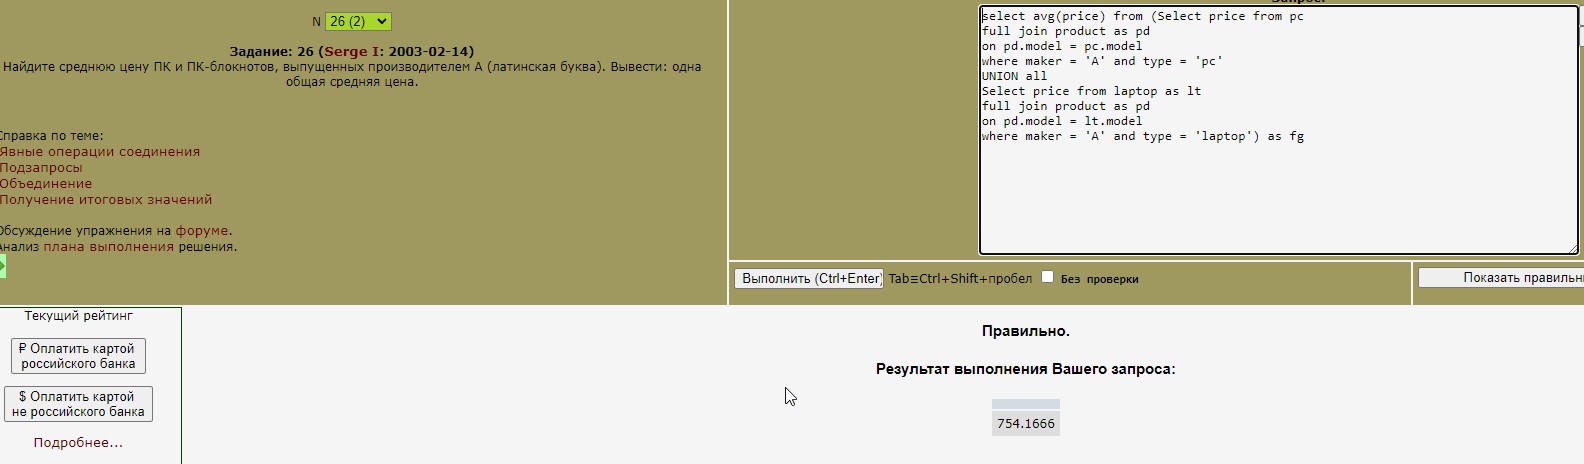 N 26 (2)
Задание: 26 (Serge I: 2003-02-14)
Найдите среднюю цену ПК и ПК-блокнотов, выпущенных производителем A (латинская буква). Вывести: одна
общая средняя цена.
Справка по теме:
Явные операции соединения
Подзапросы
Объединение
Получение итоговых значений
Обсуждение упражнения на форуме.
Анализ плана выполнения решения.
Запрос:
select avg(price) from (Select price from pc
full join product as pd
on pd.model = pc.model
where maker = 'A' and type = 'pc'
UNION all
Select price from laptop as lt
full join product as pd
on pd.model = lt.model
where maker = 'A' and type = 'laptop') as fg
Выполнить (Ctrl+Enter) Tab≡Ctrl+Shift+пробел Без проверки
Показать правильн
Текущий рейтинг
₽ Оплатить картой
российского банка
$ Оплатить картой
не российского банка
Подробнее...
Правильно.
Результат выполнения Вашего запроса:
754.1666